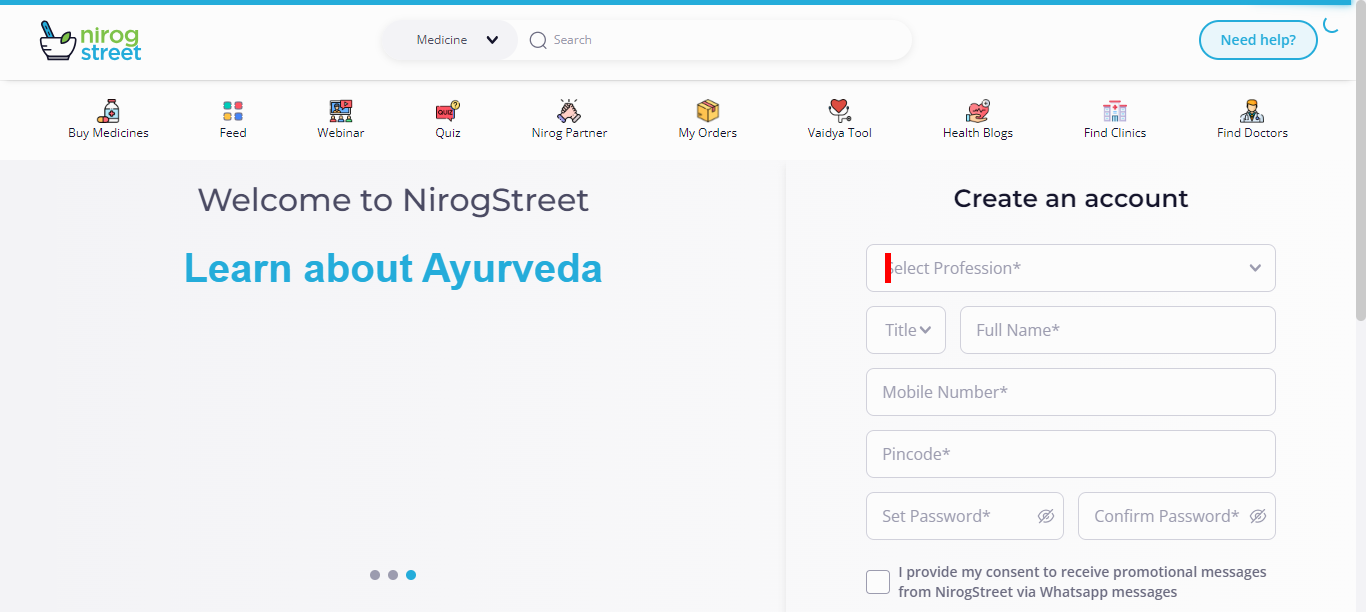 nirog
street
Medicine
Search
Need help?
Buy Medicines
Feed
Webinar
QUIZ
?
Quiz
Nirog Partner
My Orders
Vaidya Tool
Health Blogs
Find Clinics
Find Doctors
Welcome to NirogStreet
Learn about Ayurveda
Create an account
Select Profession*
Title
Full Name*
Mobile Number*
Pincode*
Set Password*
Confirm Password*
I provide my consent to receive promotional messages
from NirogStreet via Whatsapp messages